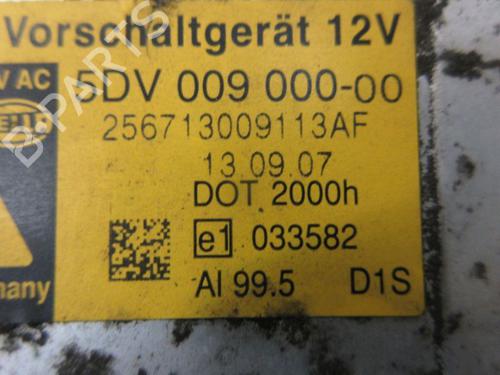 Vorschaltgerät 12V
V AC
5DV 009 000-00
256713009113AF
13.09.07
DOT 2000h
e1 033582
Al 99.5 D1S
many
B-PARTS